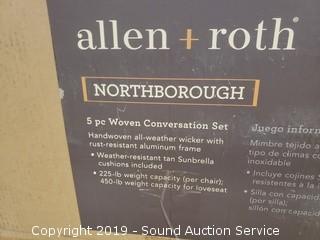 allen + roth®
NORTHBOROUGH
5 pc Woven Conversation Set
Handwoven all-weather wicker with
rust-resistant aluminum frame
• Weather-resistant tan Sunbrella
cushions included
• 225-lb weight capacity (per chair);
450-lb weight capacity for loveseat
Juego inform
Mimbre tejido a
tipo de climas co
inoxidable
• Incluye cojines S
resistentes a la i
• Silla con capacida
(por silla);
sillón con capacid
Copyright 2019 - Sound Auction Service